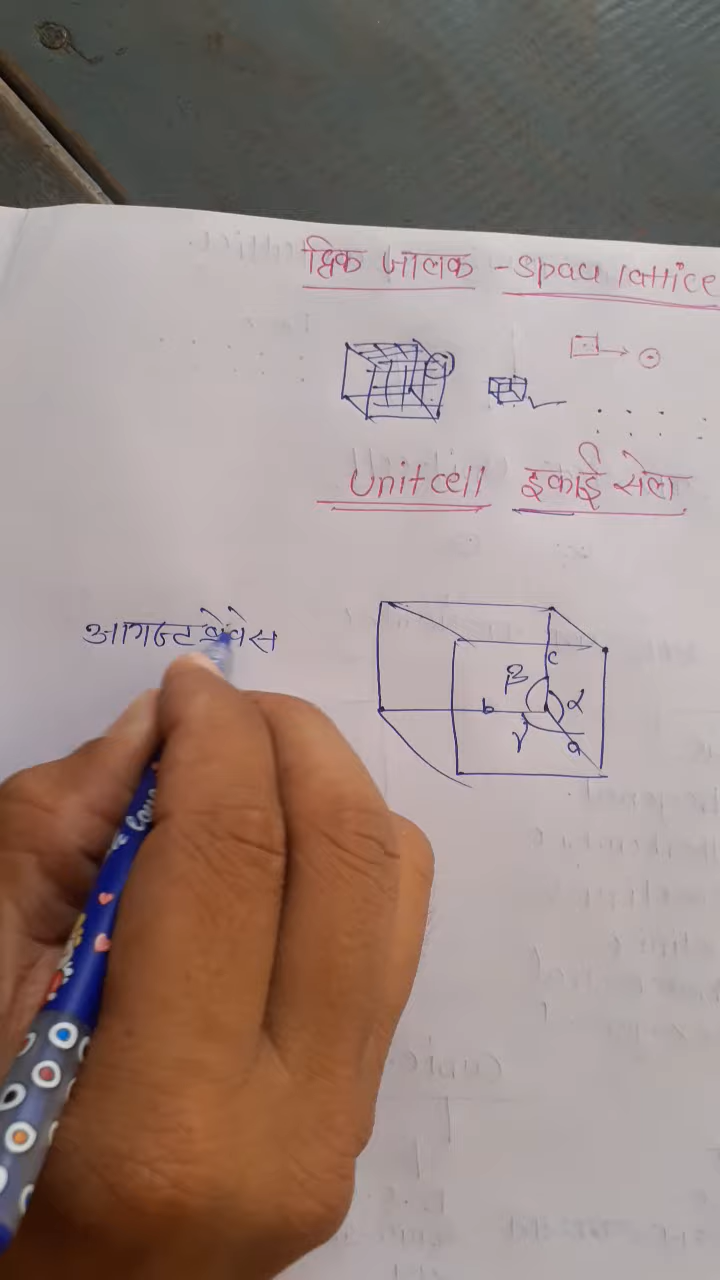 द्विक जालक - space lattice
Unit cell इकाई सेल
आगन्ट ब्रेवेस
c
β
b α
γ a